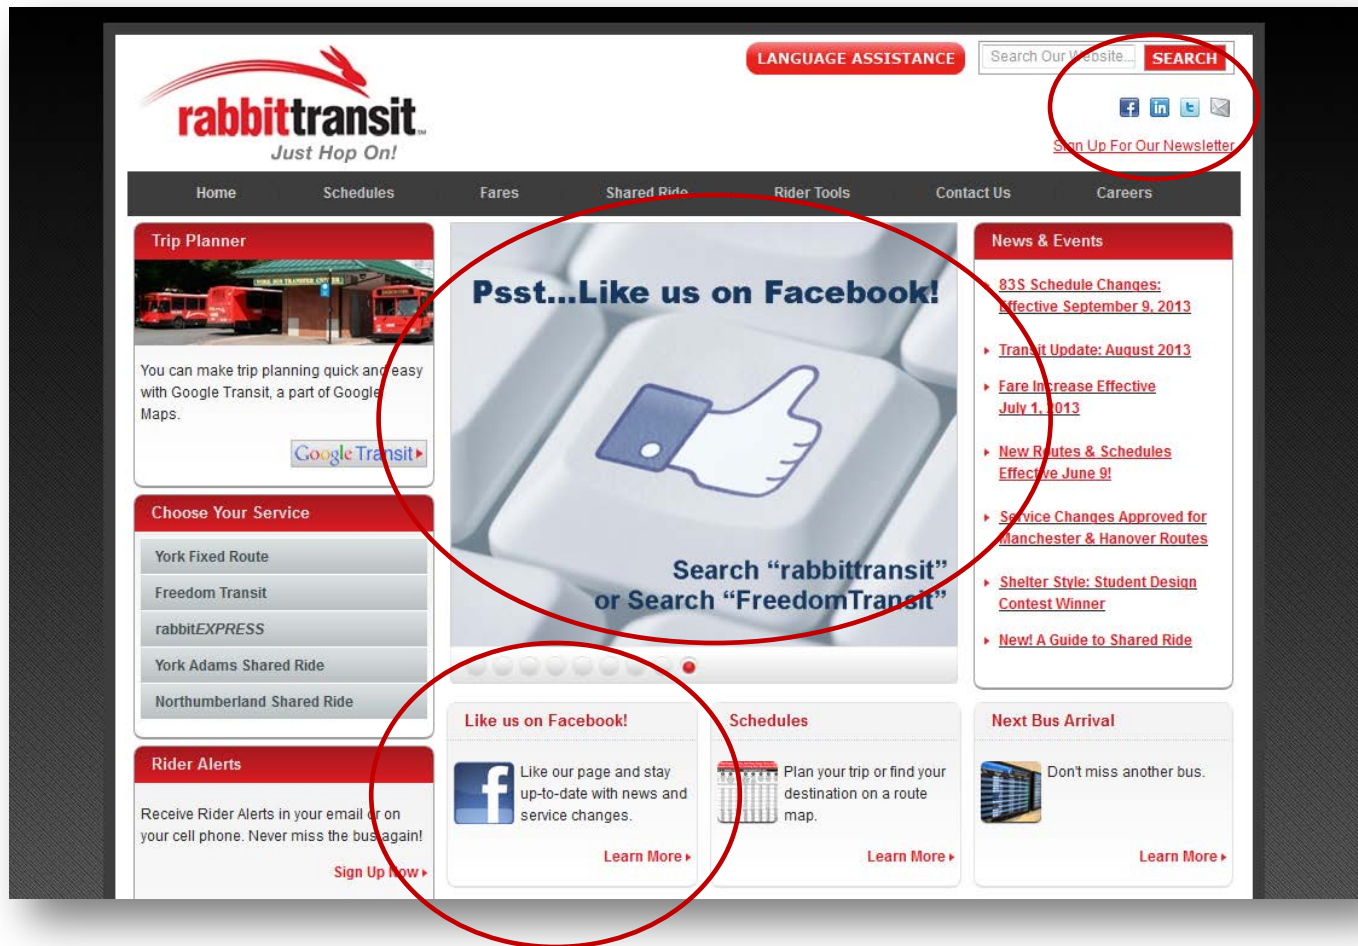 LANGUAGE ASSISTANCE
Search Our Website...
SEARCH
rabbittransit
Just Hop On!
Sign Up For Our Newsletter
Home Schedules Fares Shared Ride Rider Tools Contact Us Careers
Trip Planner
YORK BUS TRANSFER CENTER
You can make trip planning quick and easy
with Google Transit, a part of Google
Maps.
Google Transit
Choose Your Service
York Fixed Route
Freedom Transit
rabbitEXPRESS
York Adams Shared Ride
Northumberland Shared Ride
Rider Alerts
Receive Rider Alerts in your email or on
your cell phone. Never miss the bus again!
Sign Up Now
Psst...Like us on Facebook!
Search “rabbittransit”
or Search “FreedomTransit”
Like us on Facebook!
Like our page and stay
up-to-date with news and
service changes.
Learn More
Schedules
Plan your trip or find your
destination on a route
map.
Learn More
News & Events
83S Schedule Changes:
Effective September 9, 2013
Transit Update: August 2013
Fare Increase Effective
July 1, 2013
New Routes & Schedules
Effective June 9!
Service Changes Approved for
Manchester & Hanover Routes
Shelter Style: Student Design
Contest Winner
New! A Guide to Shared Ride
Next Bus Arrival
Don't miss another bus.
Learn More